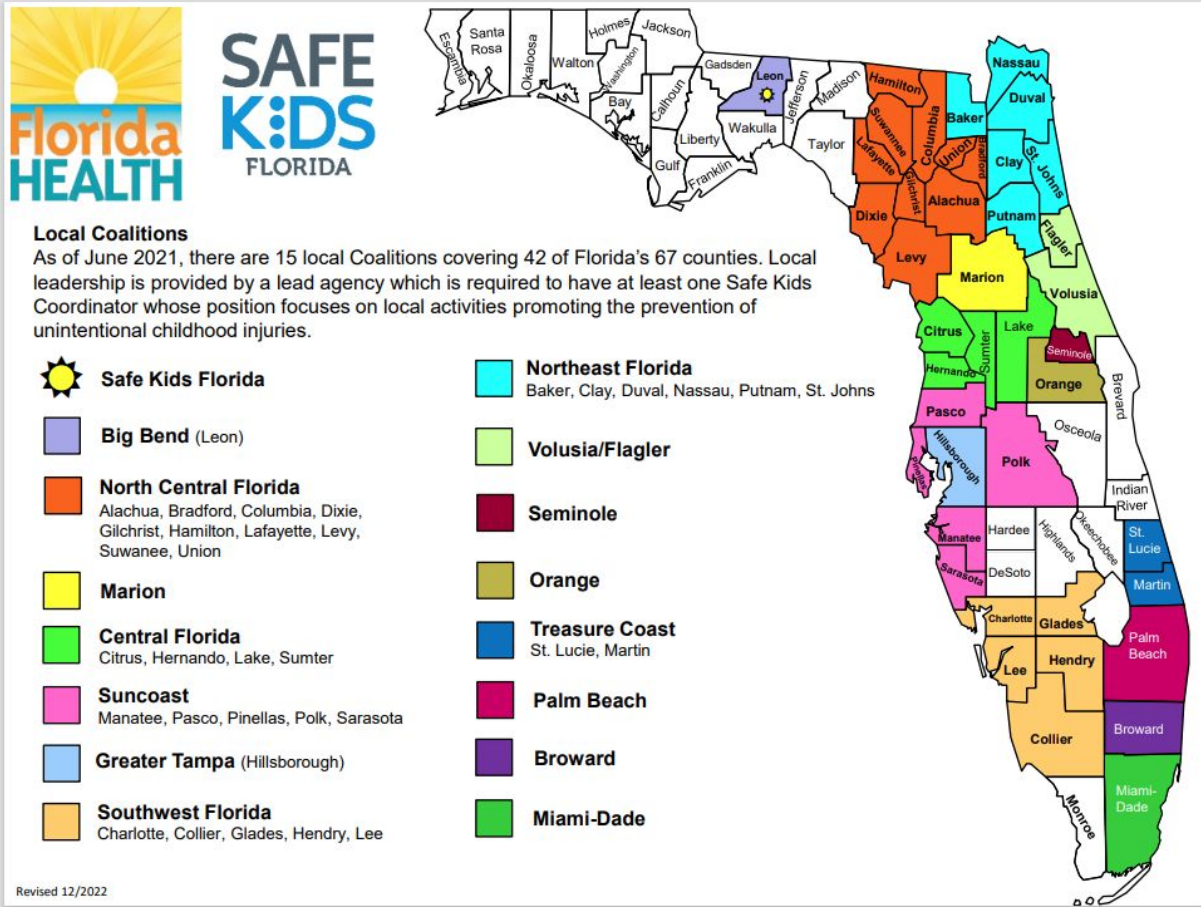 Florida
HEALTH
SAFE
KIDS
FLORIDA
Local Coalitions
As of June 2021, there are 15 local Coalitions covering 42 of Florida's 67 counties. Local
leadership is provided by a lead agency which is required to have at least one Safe Kids
Coordinator whose position focuses on local activities promoting the prevention of
unintentional childhood injuries.
Safe Kids Florida
Big Bend (Leon)
North Central Florida
Alachua, Bradford, Columbia, Dixie,
Gilchrist, Hamilton, Lafayette, Levy,
Suwanee, Union
Marion
Central Florida
Citrus, Hernando, Lake, Sumter
Suncoast
Manatee, Pasco, Pinellas, Polk, Sarasota
Greater Tampa (Hillsborough)
Southwest Florida
Charlotte, Collier, Glades, Hendry, Lee
Northeast Florida
Baker, Clay, Duval, Nassau, Putnam, St. Johns
Volusia/Flagler
Seminole
Orange
Treasure Coast
St. Lucie, Martin
Palm Beach
Broward
Miami-Dade
Escambia
Santa
Rosa
Okaloosa
Walton
Holmes
Washington
Jackson
Bay
Calhoun
Gulf
Gadsden
Liberty
Franklin
Leon
Wakulla
Jefferson
Madison
Taylor
Hamilton
Suwannee
Lafayette
Columbia
Baker
Nassau
Duval
Union
Bradford
Clay
St. Johns
Dixie
Gilchrist
Alachua
Putnam
Flagler
Levy
Marion
Volusia
Citrus
Sumter
Lake
Seminole
Hernando
Orange
Brevard
Pasco
Osceola
Pinellas
Hillsborough
Polk
Indian
River
Manatee
Hardee
Highlands
Okeechobee
St.
Lucie
Sarasota
DeSoto
Martin
Charlotte
Glades
Palm
Beach
Lee
Hendry
Collier
Broward
Monroe
Miami-
Dade
Revised 12/2022